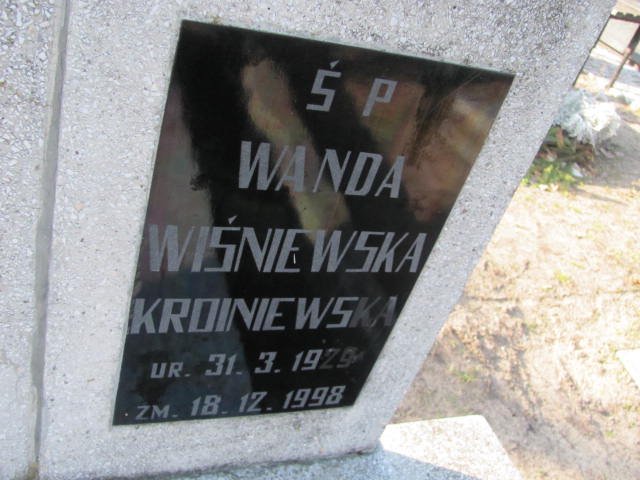 Ś P
WANDA
WIŚNIEWSKA
KROINIEWSKA
UR. 31. 3. 1929
ZM. 18. 12. 1998